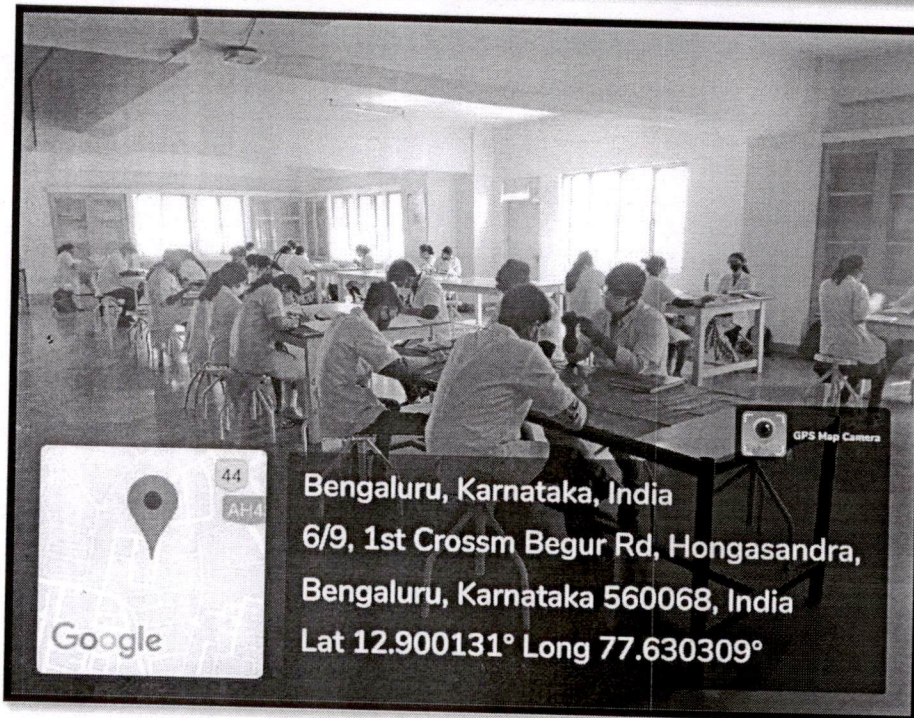 GPS Map Camera
44
AH4
Google
Bengaluru, Karnataka, India
6/9, 1st Crossm Begur Rd, Hongasandra,
Bengaluru, Karnataka 560068, India
Lat 12.900131° Long 77.630309°